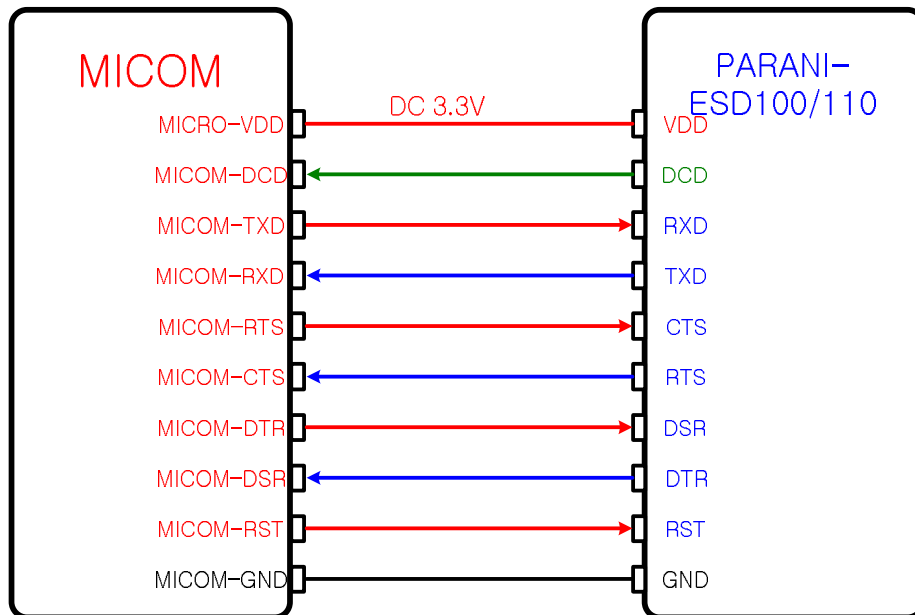 MICOM
PARANI-
ESD100/110
DC 3.3V
MICRO-VDD
VDD
MICOM-DCD
DCD
MICOM-TXD
RXD
MICOM-RXD
TXD
MICOM-RTS
CTS
MICOM-CTS
RTS
MICOM-DTR
DSR
MICOM-DSR
DTR
MICOM-RST
RST
MICOM-GND
GND